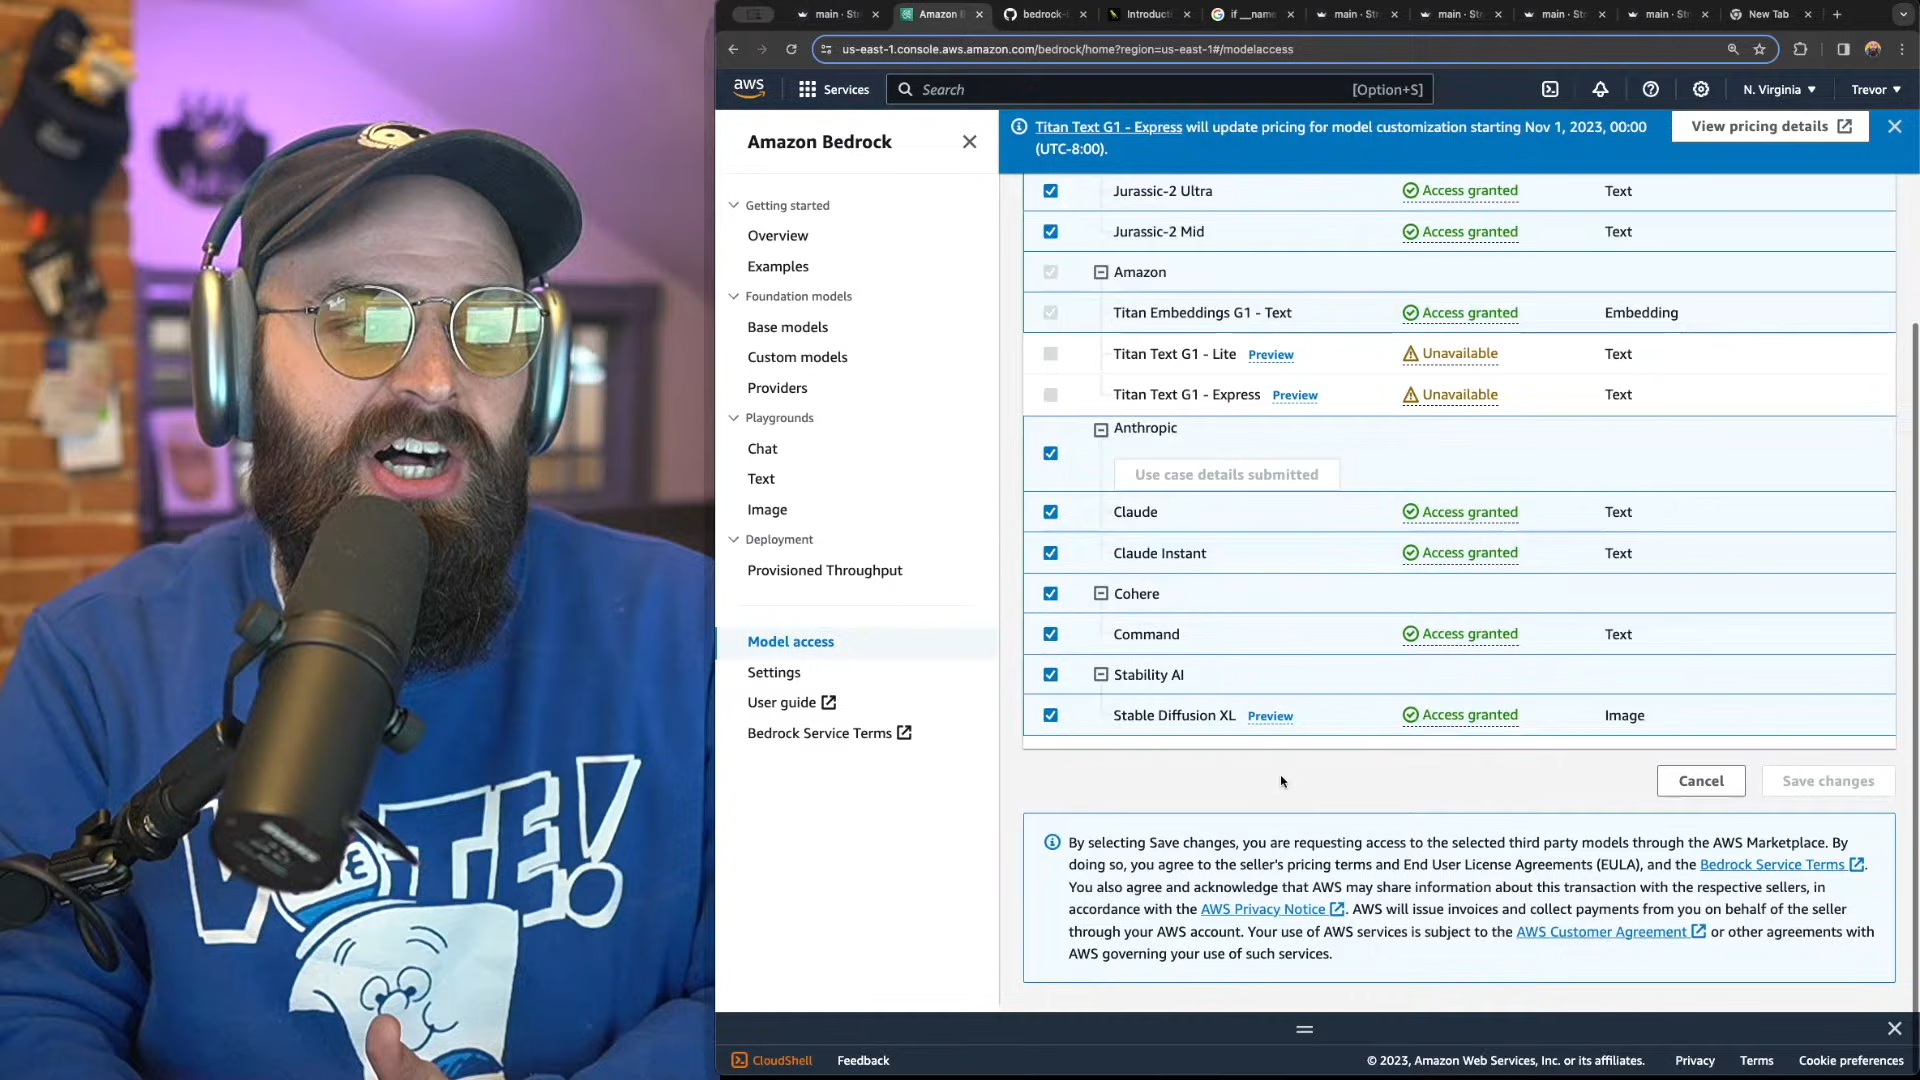 main - Str
Amazon B
bedrock-
Introducti
if __name
main - Str
main - Str
main - Str
main - Str
New Tab
us-east-1.console.aws.amazon.com/bedrock/home?region=us-east-1#/modelaccess
aws
Services
Search
[Option+S]
N. Virginia
Trevor
Amazon Bedrock
Titan Text G1 - Express will update pricing for model customization starting Nov 1, 2023, 00:00
(UTC-8:00).
View pricing details
Getting started
Overview
Examples
Foundation models
Base models
Custom models
Providers
Playgrounds
Chat
Text
Image
Deployment
Provisioned Throughput
Model access
Settings
User guide
Bedrock Service Terms
Jurassic-2 Ultra Access granted Text
Jurassic-2 Mid Access granted Text
Amazon
Titan Embeddings G1 - Text Access granted Embedding
Titan Text G1 - Lite Preview Unavailable Text
Titan Text G1 - Express Preview Unavailable Text
Anthropic
Use case details submitted
Claude Access granted Text
Claude Instant Access granted Text
Cohere
Command Access granted Text
Stability AI
Stable Diffusion XL Preview Access granted Image
Cancel
Save changes
By selecting Save changes, you are requesting access to the selected third party models through the AWS Marketplace. By
doing so, you agree to the seller's pricing terms and End User License Agreements (EULA), and the Bedrock Service Terms.
You also agree and acknowledge that AWS may share information about this transaction with the respective sellers, in
accordance with the AWS Privacy Notice. AWS will issue invoices and collect payments from you on behalf of the seller
through your AWS account. Your use of AWS services is subject to the AWS Customer Agreement or other agreements with
AWS governing your use of such services.
CloudShell
Feedback
© 2023, Amazon Web Services, Inc. or its affiliates.
Privacy
Terms
Cookie preferences
Ray-Ban